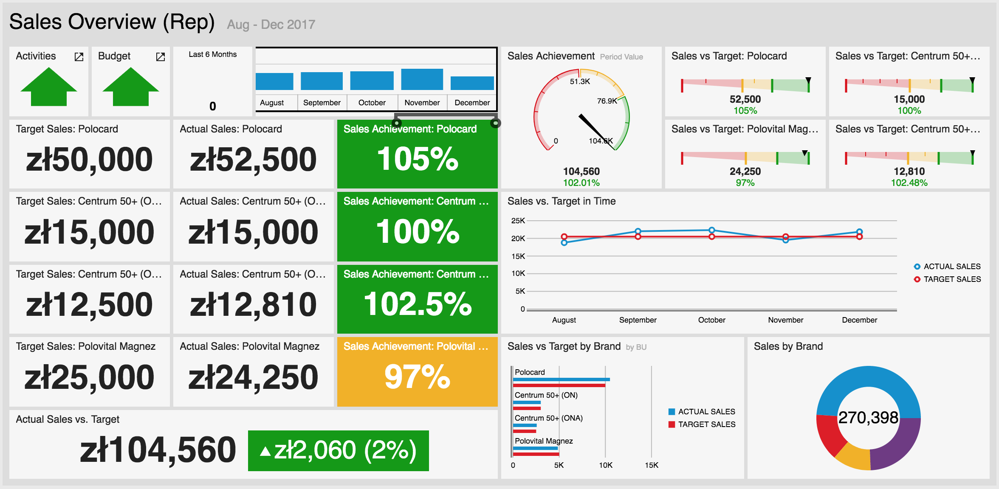 Sales Overview (Rep) Aug - Dec 2017
Activities
Budget
Last 6 Months
0
August September October November December
Sales Achievement Period Value
0
51.3K
76.9K
104.6K
104,560
102.01%
Sales vs Target: Polocard
52,500
105%
Sales vs Target: Centrum 50+...
15,000
100%
Sales vs Target: Polovital Mag...
24,250
97%
Sales vs Target: Centrum 50+...
12,810
102.48%
Target Sales: Polocard
zł50,000
Actual Sales: Polocard
zł52,500
Sales Achievement: Polocard
105%
Target Sales: Centrum 50+ (O...
zł15,000
Actual Sales: Centrum 50+ (O...
zł15,000
Sales Achievement: Centrum ...
100%
Target Sales: Centrum 50+ (O...
zł12,500
Actual Sales: Centrum 50+ (O...
zł12,810
Sales Achievement: Centrum ...
102.5%
Target Sales: Polovital Magnez
zł25,000
Actual Sales: Polovital Magnez
zł24,250
Sales Achievement: Polovital ...
97%
Actual Sales vs. Target
zł104,560
▲zł2,060 (2%)
Sales vs. Target in Time
25K
20K
15K
10K
5K
0
August September October November December
ACTUAL SALES
TARGET SALES
Sales vs Target by Brand by BU
Polocard
Centrum 50+ (ON)
Centrum 50+ (ONA)
Polovital Magnez
0 5K 10K 15K
ACTUAL SALES
TARGET SALES
Sales by Brand
270,398